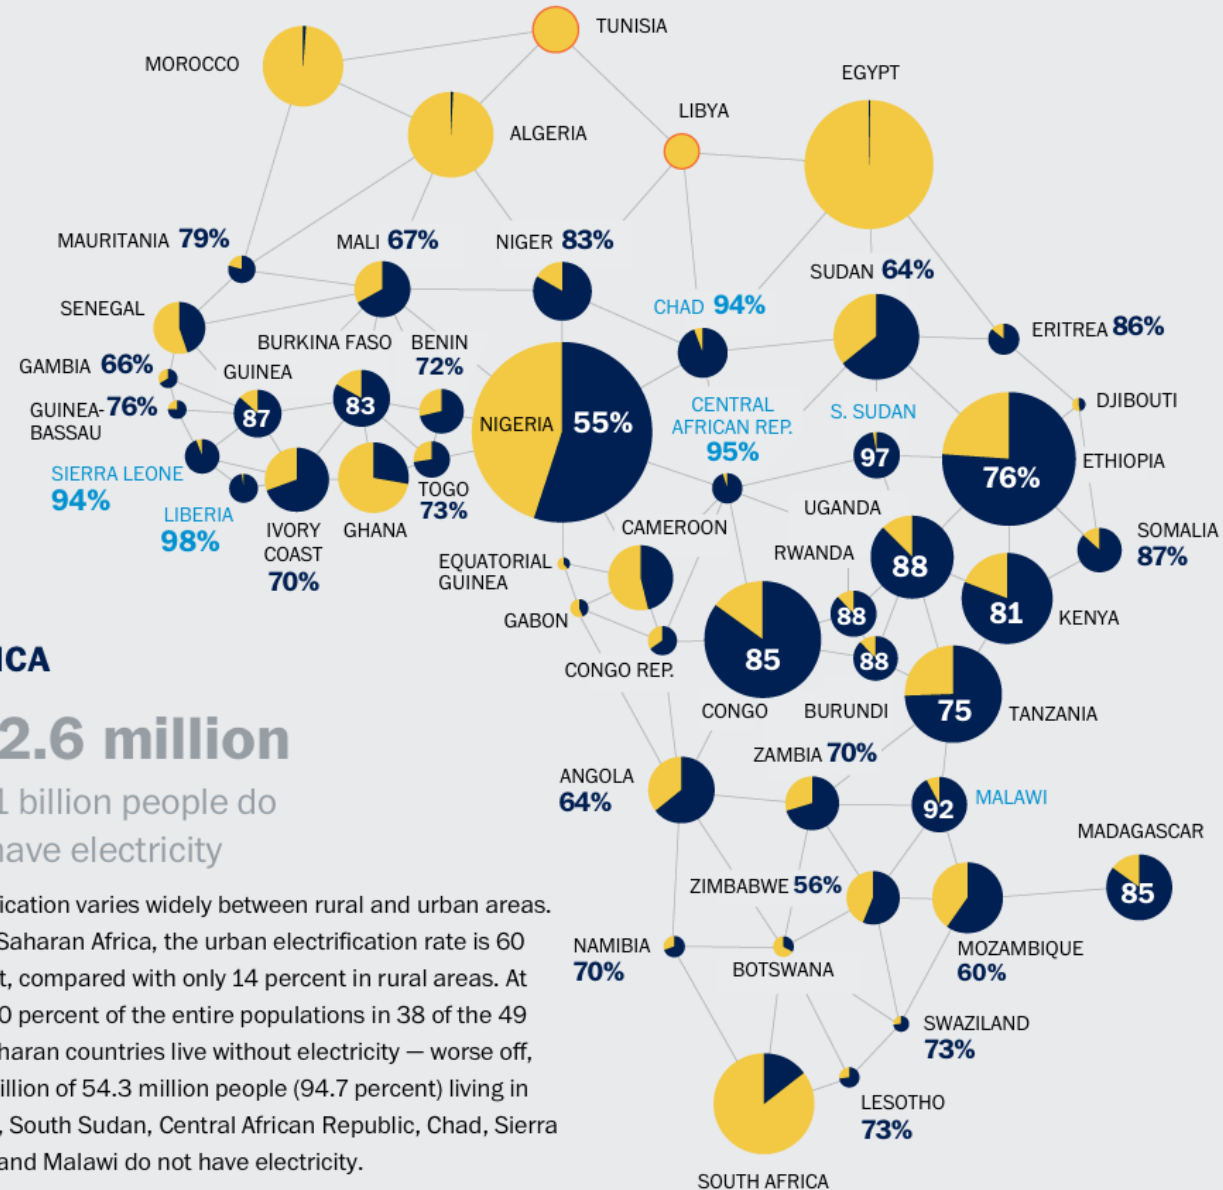 TUNISIA
MOROCCO
EGYPT
LIBYA
ALGERIA
MAURITANIA 79%
MALI 67%
NIGER 83%
SUDAN 64%
CHAD 94%
SENEGAL
ERITREA 86%
BURKINA FASO
BENIN
72%
GAMBIA 66%
GUINEA
87
83
GUINEA-
BASSAU
76%
NIGERIA
55%
CENTRAL
AFRICAN REP.
95%
S. SUDAN
97
DJIBOUTI
ETHIOPIA
76%
SIERRA LEONE
94%
LIBERIA
98%
IVORY
COAST
70%
GHANA
TOGO
73%
CAMEROON
UGANDA
88
SOMALIA
87%
EQUATORIAL
GUINEA
RWANDA
88
KENYA
81
GABON
CONGO REP.
CONGO
85
BURUNDI
88
TANZANIA
75
ICA
2.6 million
1 billion people do
have electricity
ANGOLA
64%
ZAMBIA 70%
MALAWI
92
MADAGASCAR
85
ZIMBABWE 56%
MOZAMBIQUE
60%
NAMIBIA
70%
BOTSWANA
SWAZILAND
73%
LESOTHO
73%
SOUTH AFRICA
ication varies widely between rural and urban areas.
Saharan Africa, the urban electrification rate is 60
t, compared with only 14 percent in rural areas. At
0 percent of the entire populations in 38 of the 49
haran countries live without electricity — worse off,
illion of 54.3 million people (94.7 percent) living in
, South Sudan, Central African Republic, Chad, Sierra
and Malawi do not have electricity.